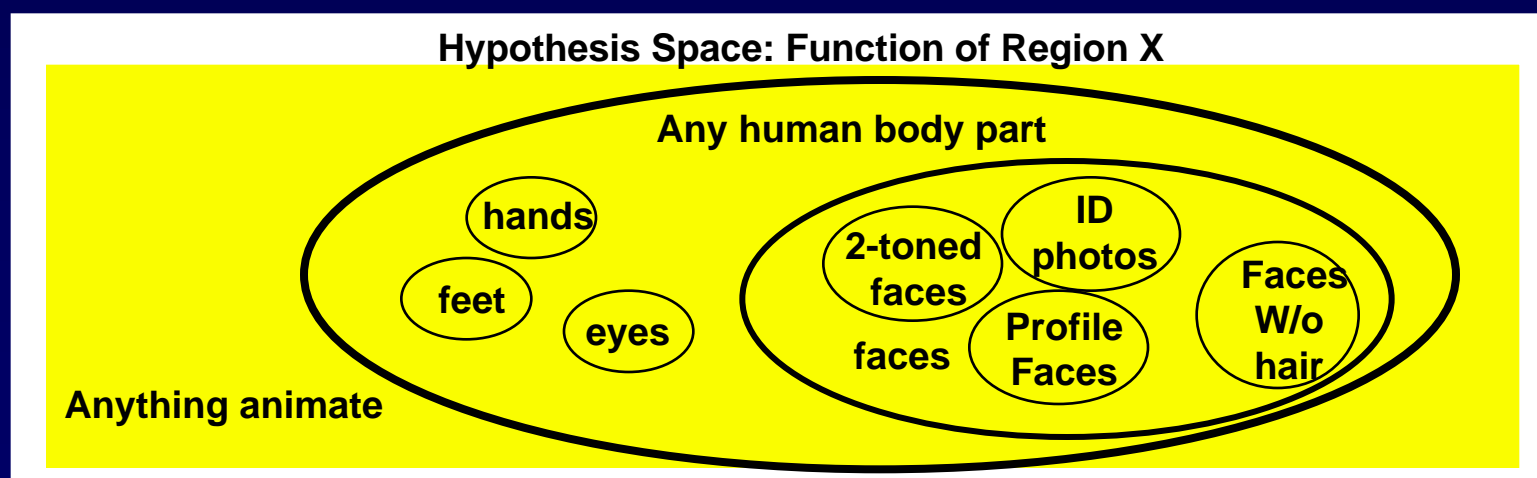 Hypothesis Space: Function of Region X
Any human body part
hands
feet
eyes
2-toned
faces
ID
photos
Profile
Faces
faces
Faces
W/o
hair
Anything animate